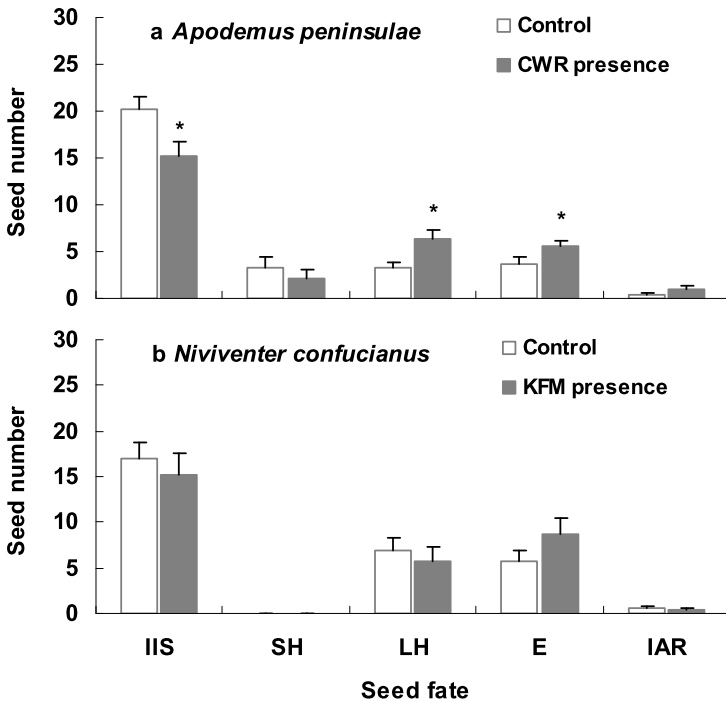 30
25
20
15
10
5
0
Seed number
a Apodemus peninsulae
Control
CWR presence
*
*
*
30
25
20
15
10
5
0
Seed number
b Niviventer confucianus
Control
KFM presence
IIS SH LH E IAR
Seed fate